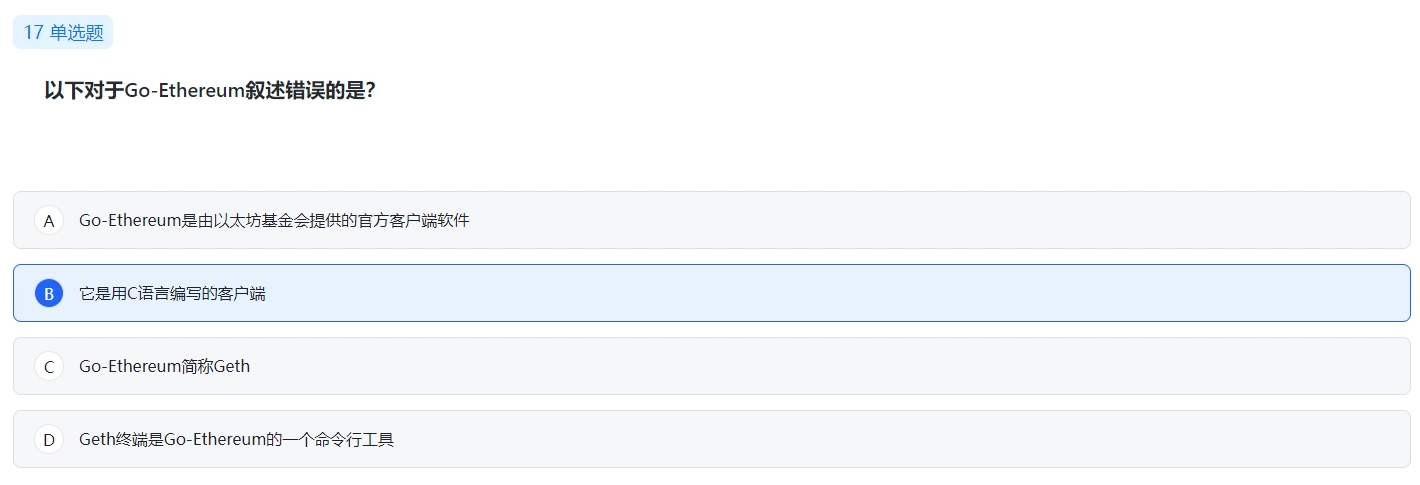 17 单选题
以下对于Go-Ethereum叙述错误的是?
A Go-Ethereum是由以太坊基金会提供的官方客户端软件
B 它是用C语言编写的客户端
C Go-Ethereum简称Geth
D Geth终端是Go-Ethereum的一个命令行工具